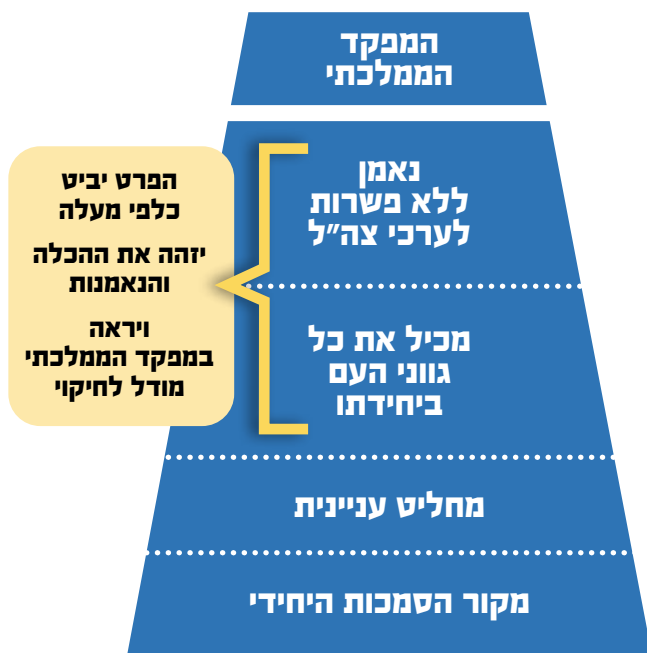 המפקד
הממלכתי
נאמן
ללא פשרות
לערכי צה״ל
מכיל את כל
גווני העם
ביחידתו
מחליט עניינית
מקור הסמכות היחידי
הפרט יביט
כלפי מעלה
יזהה את ההכלה
והנאמנות
ויראה
במפקד הממלכתי
מודל לחיקוי